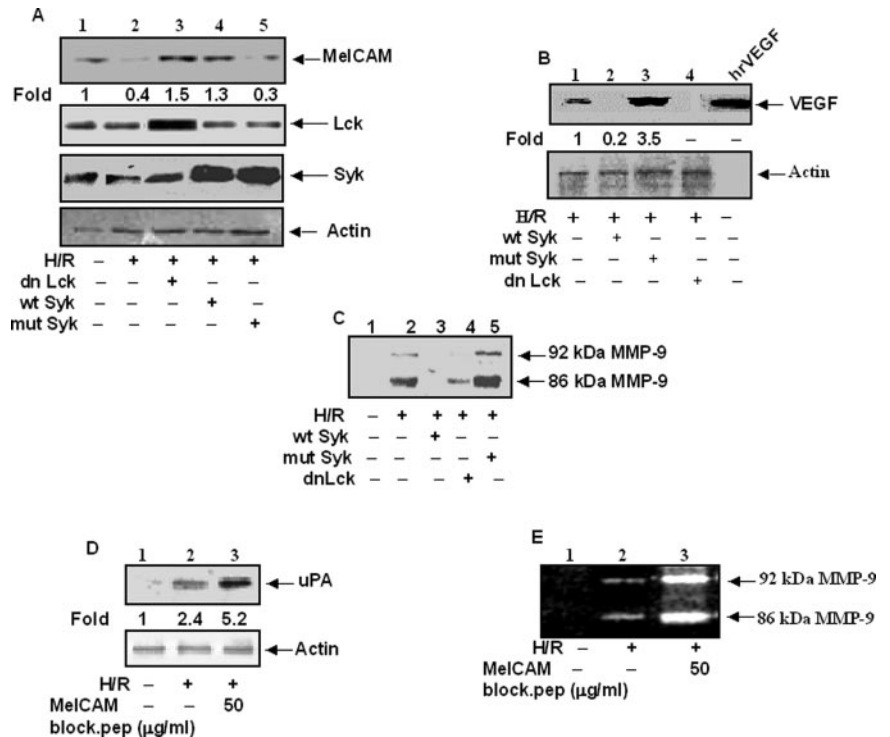 A
1 2 3 4 5
MelCAM
Fold 1 0.4 1.5 1.3 0.3
Lck
Syk
Actin
H/R – + + + +
dn Lck – – + – –
wt Syk – – – + –
mut Syk – – – – +
B
1 2 3 4 hrVEGF
VEGF
Fold 1 0.2 3.5 – –
Actin
H/R + + + + –
wt Syk – + – – –
mut Syk – – + – –
dn Lck – – – + –
C
1 2 3 4 5
92 kDa MMP-9
86 kDa MMP-9
H/R – + + + +
wt Syk – – + – –
mut Syk – – – – +
dnLck – – – + –
D
1 2 3
uPA
Fold 1 2.4 5.2
Actin
H/R – + +
MelCAM – – 50
block.pep (µg/ml)
E
1 2 3
92 kDa MMP-9
86 kDa MMP-9
H/R – + +
MelCAM – – 50
block.pep (µg/ml)